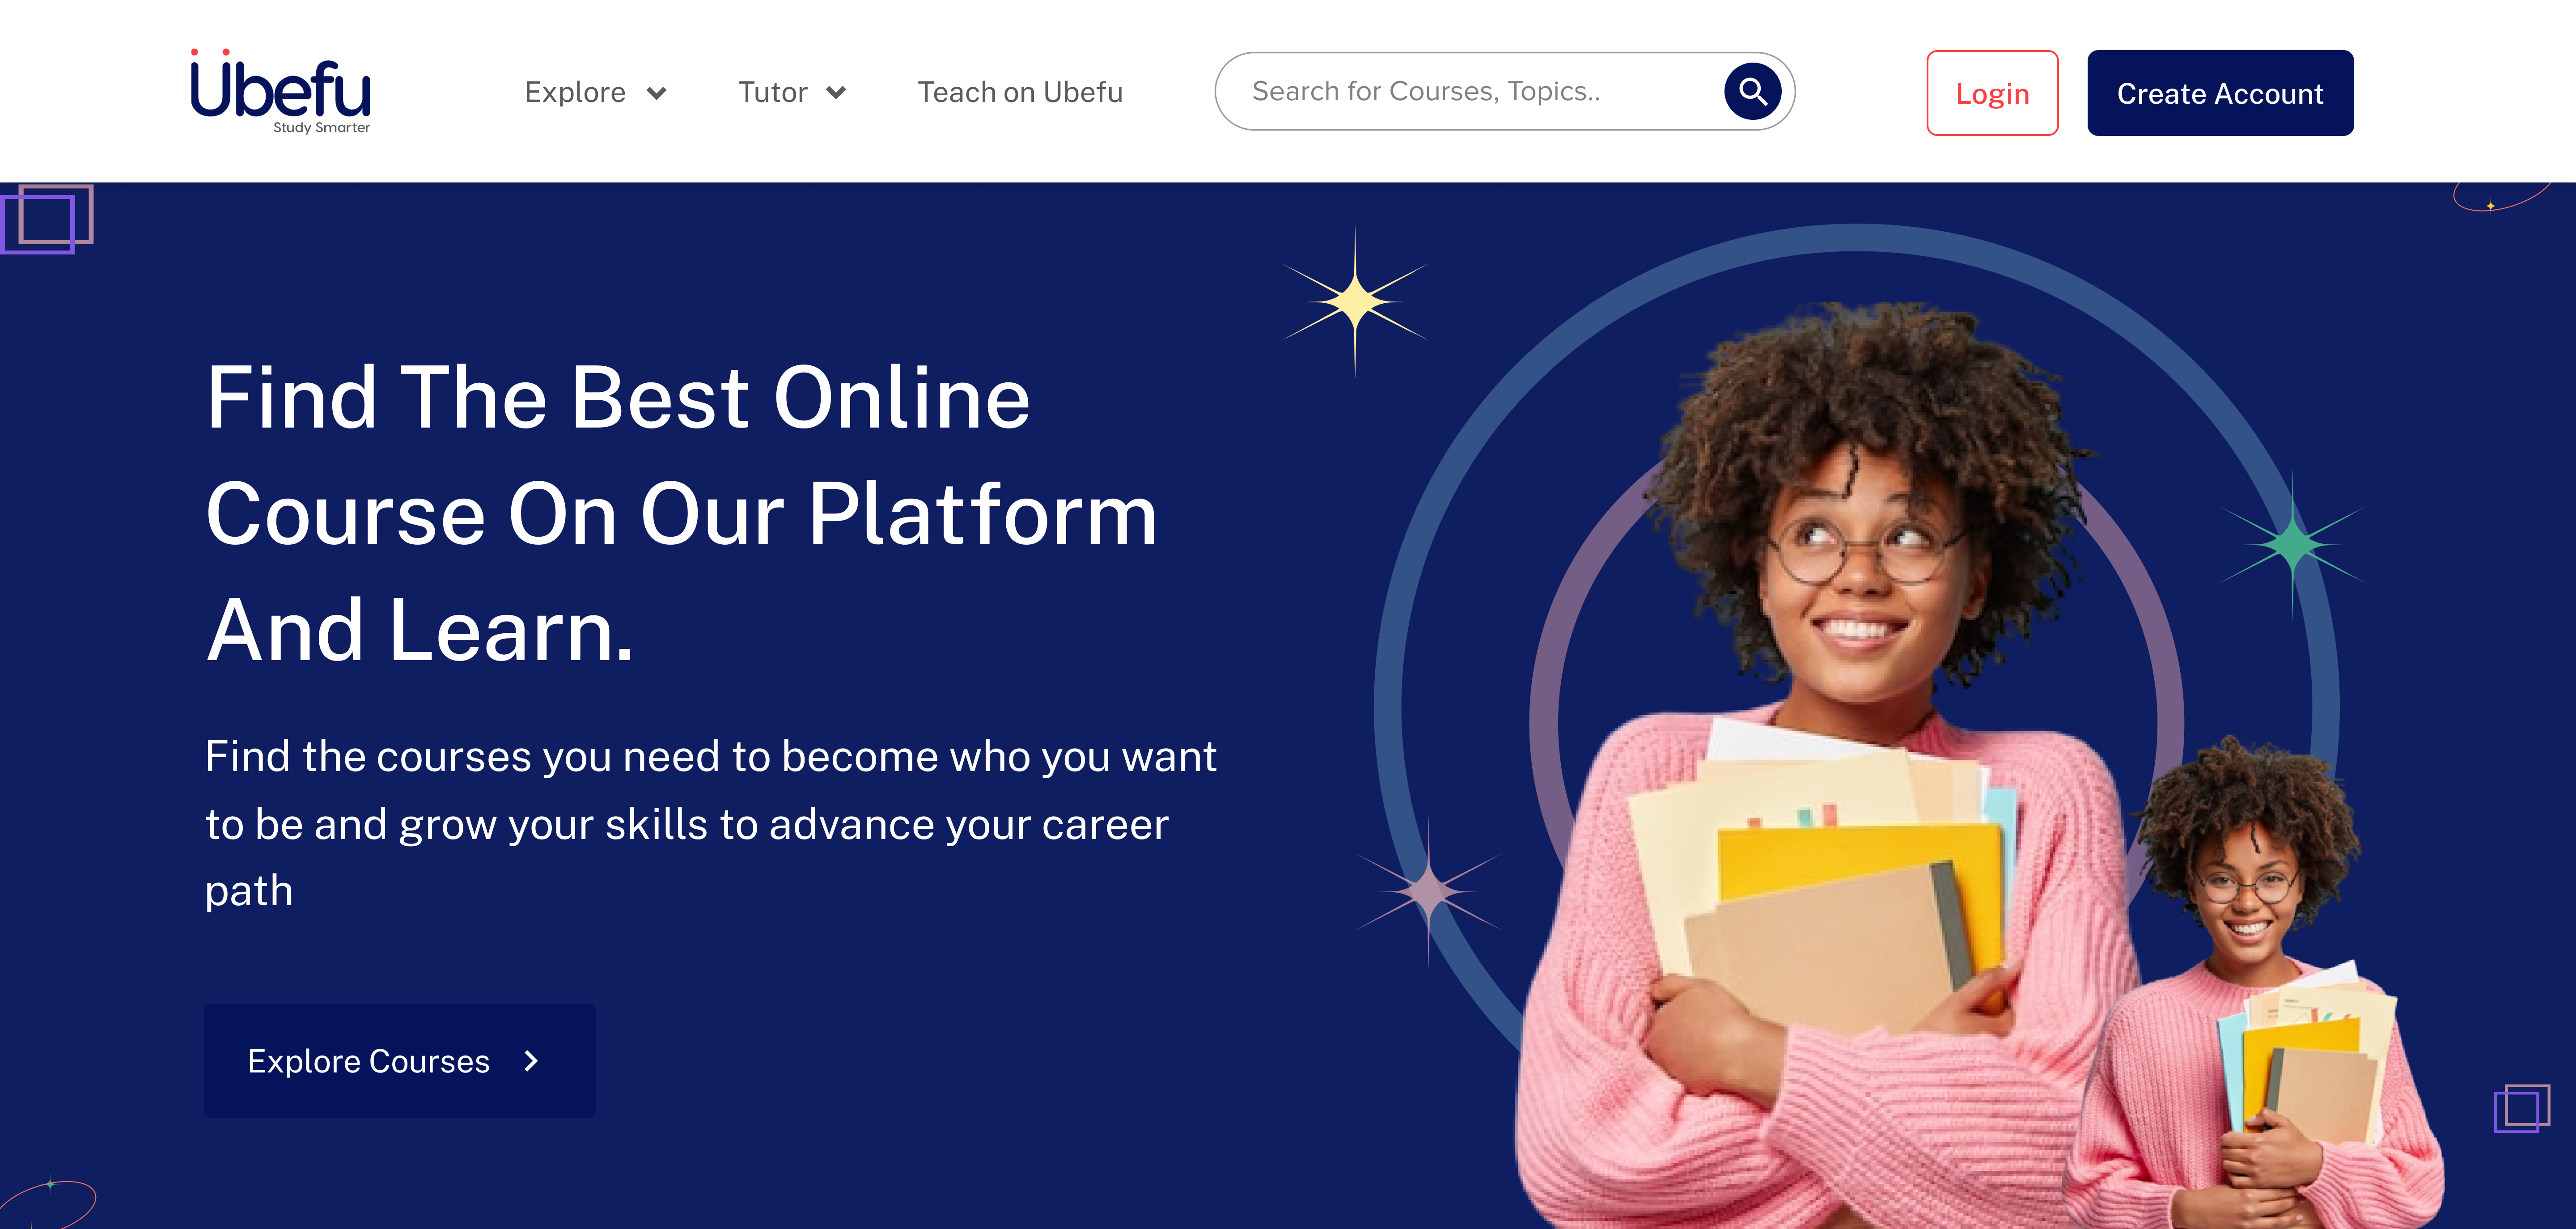 Übefu
Study Smarter
Explore
Tutor
Teach on Ubefu
Search for Courses, Topics..
Login
Create Account
Find The Best Online
Course On Our Platform
And Learn.
Find the courses you need to become who you want
to be and grow your skills to advance your career
path
Explore Courses